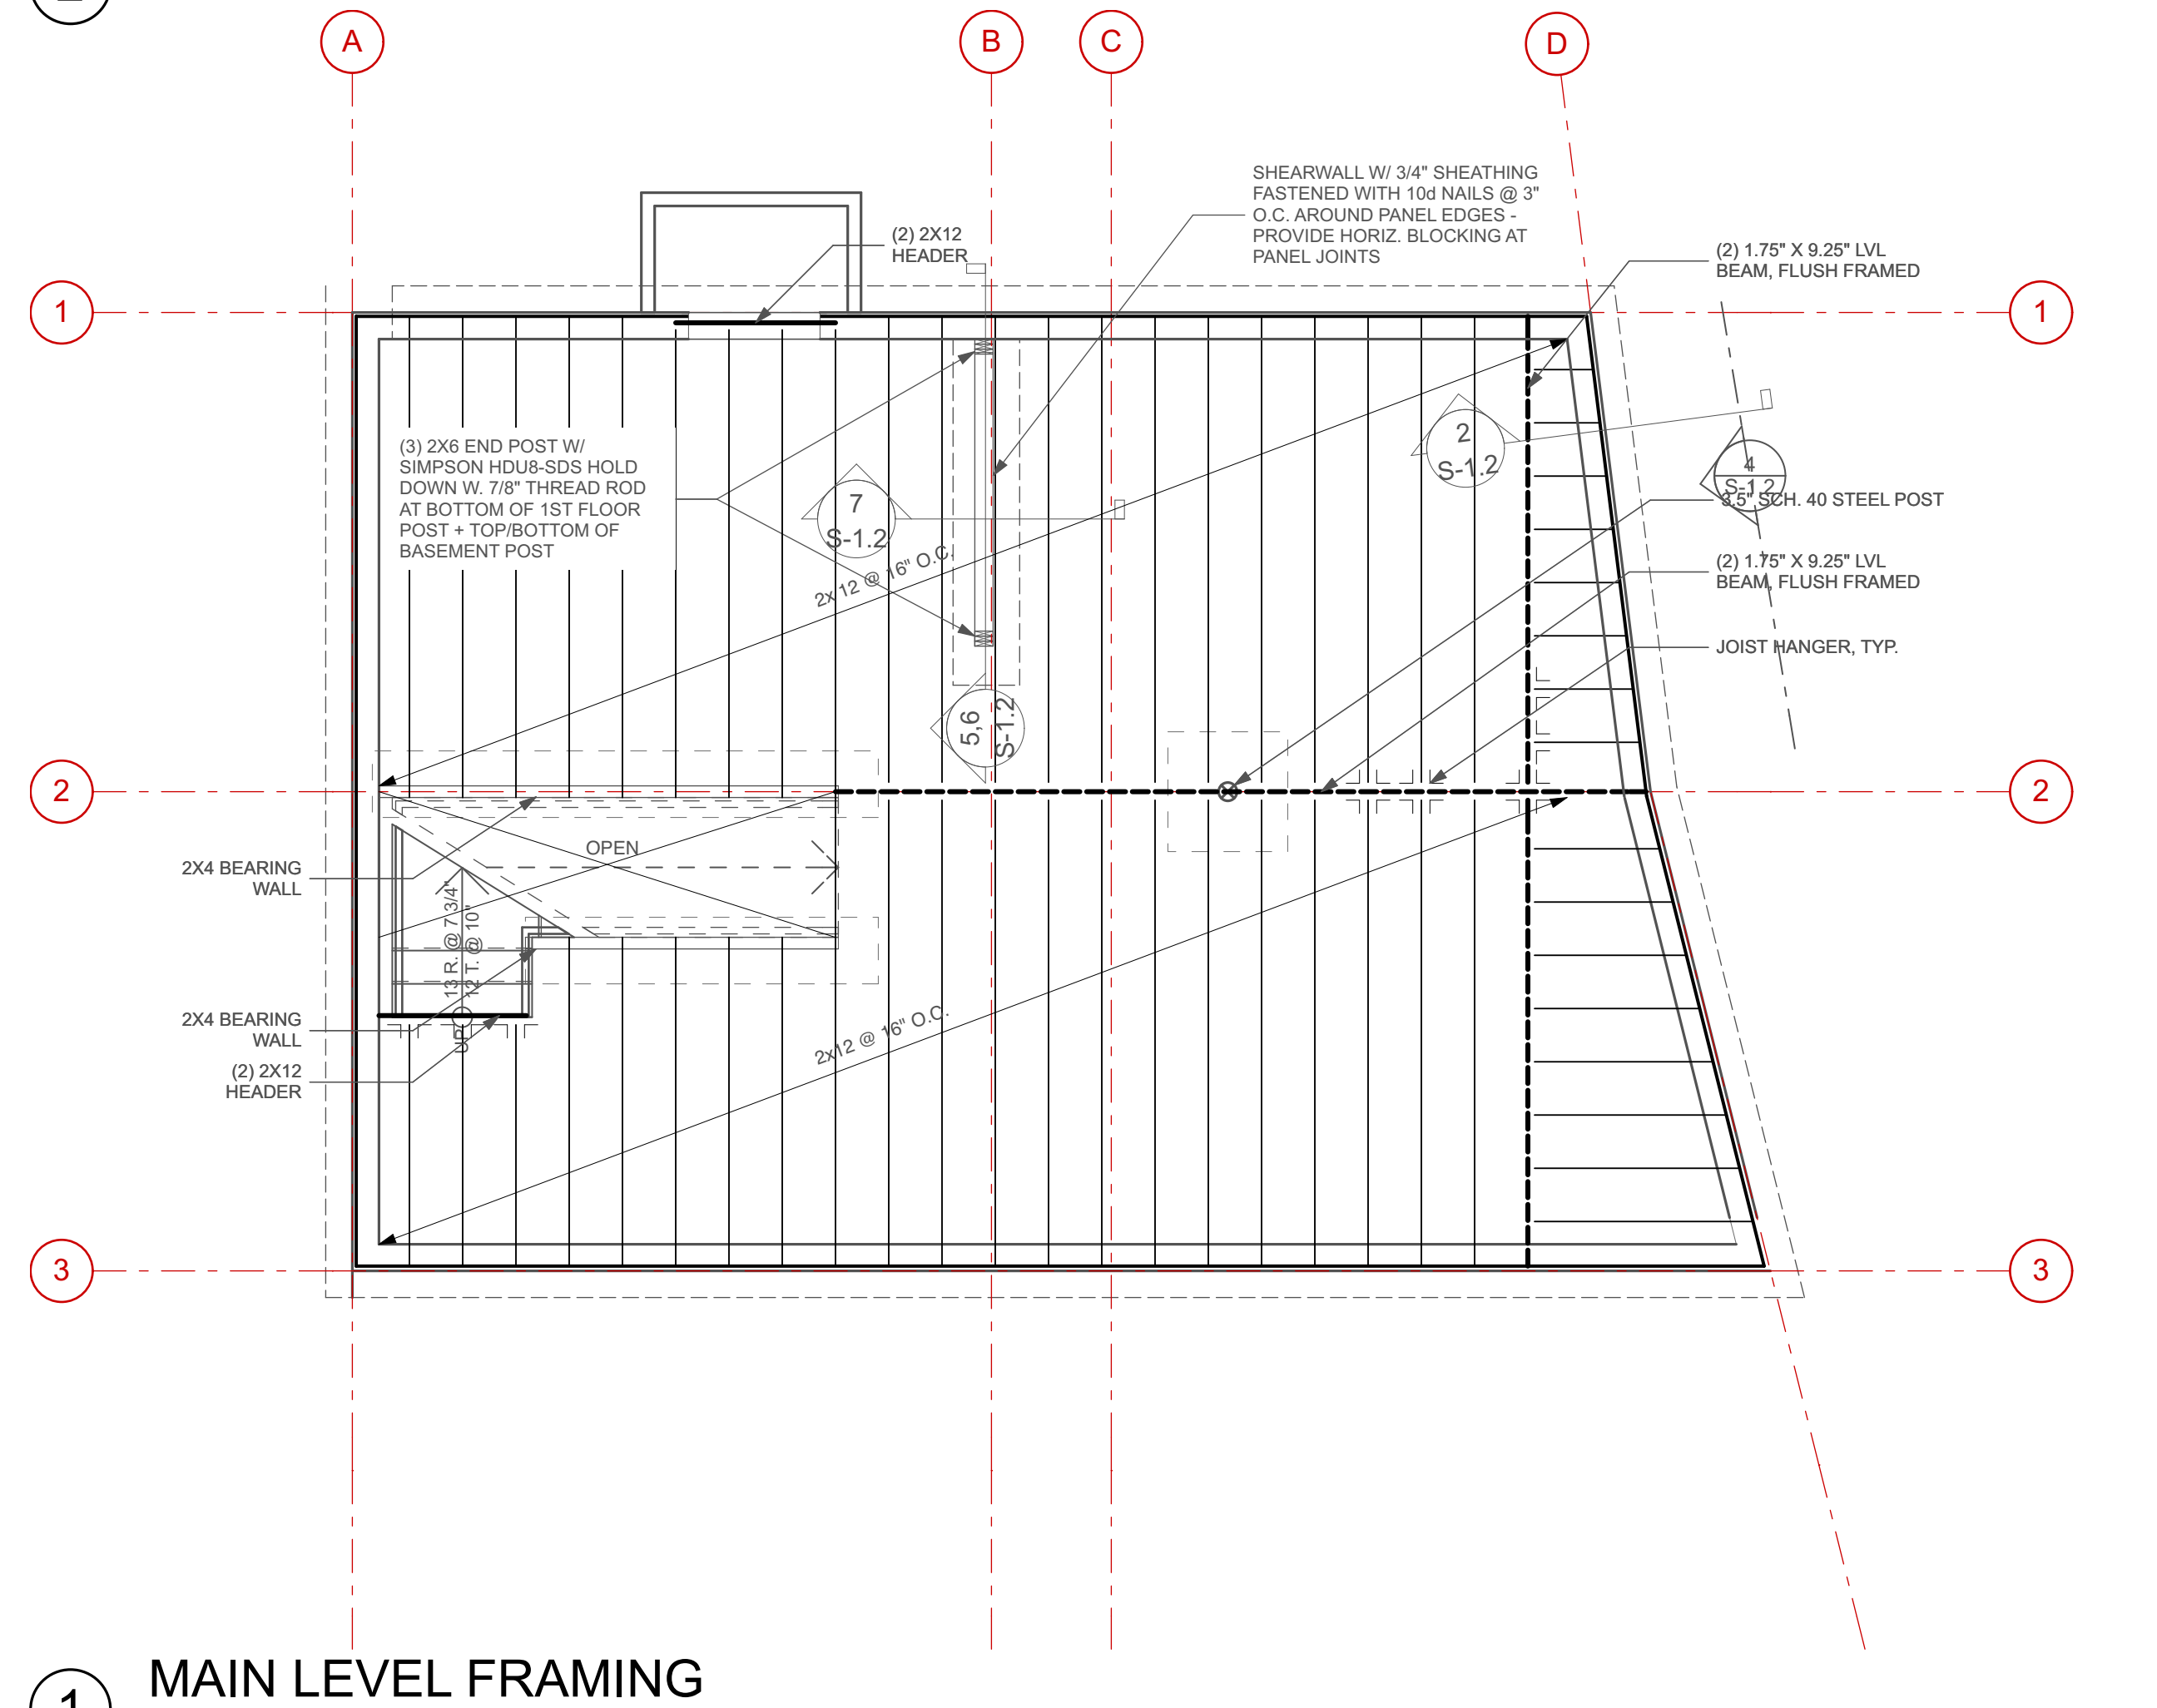 A
B
C
D
SHEARWALL W/ 3/4" SHEATHING
FASTENED WITH 10d NAILS @ 3"
O.C. AROUND PANEL EDGES -
PROVIDE HORIZ. BLOCKING AT
PANEL JOINTS
(2) 2X12
HEADER
(2) 1.75" X 9.25" LVL
BEAM, FLUSH FRAMED
1
1
(3) 2X6 END POST W/
SIMPSON HDU8-SDS HOLD
DOWN W. 7/8" THREAD ROD
AT BOTTOM OF 1ST FLOOR
POST + TOP/BOTTOM OF
BASEMENT POST
7
S-1.2
2
S-1.2
4
S-1.2
3.5" SCH. 40 STEEL POST
(2) 1.75" X 9.25" LVL
BEAM, FLUSH FRAMED
2x 12 @ 16" O.C.
JOIST HANGER, TYP.
5,6
S-1.2
2
2
OPEN
2X4 BEARING
WALL
UP
13 R. @ 7 3/4"
12 T. @ 10"
2X4 BEARING
WALL
(2) 2X12
HEADER
2x12 @ 16" O.C.
3
3
1
MAIN LEVEL FRAMING